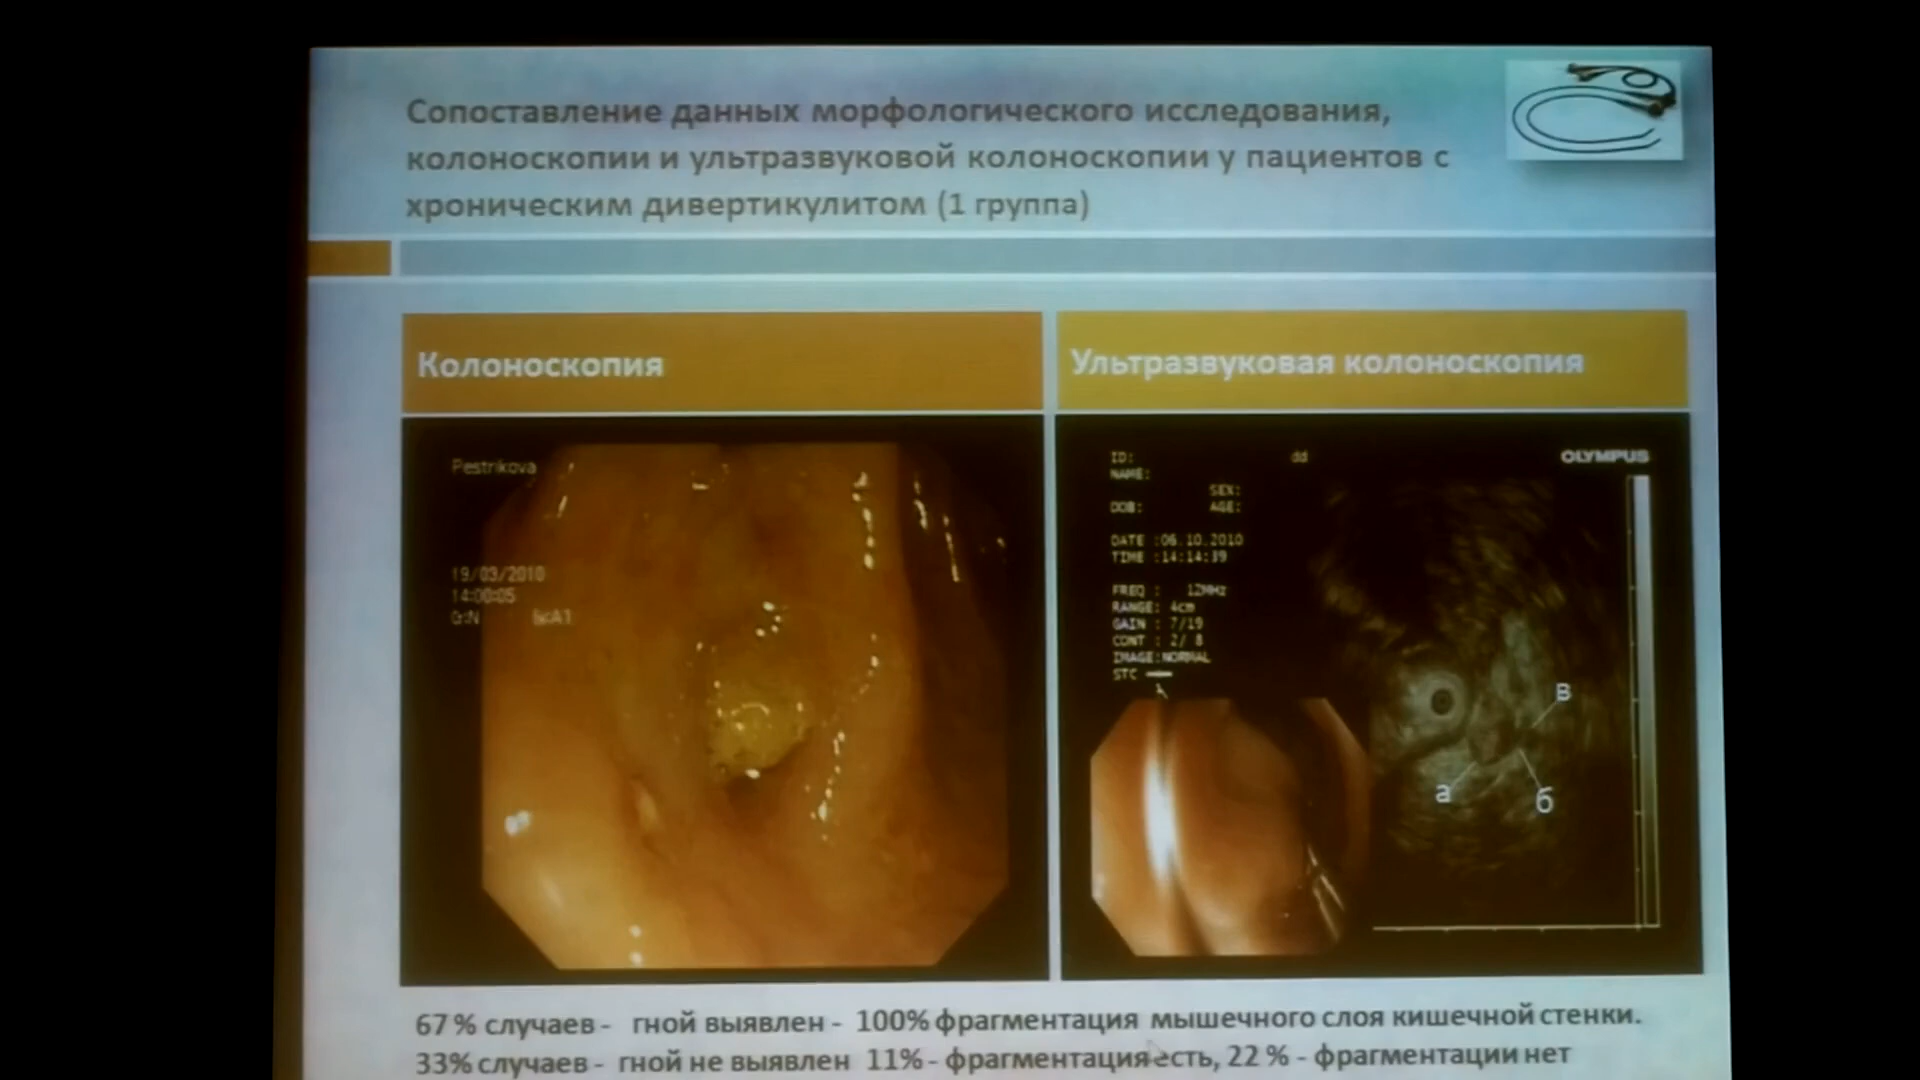 Сопоставление данных морфологического исследования,
колоноскопии и ультразвуковой колоноскопии у пациентов с
хроническим дивертикулитом (1 группа)
Колоноскопия
Ультразвуковая колоноскопия
Pestrikova
19/03/2010
14:00:05
ID:
dd
OLYMPUS
NAME:
SEX:
DOB:
AGE:
DATE :06.10.2010
TIME :14:14:39
FREQ : 12MHz
RANGE: 4cm
GAIN : 7/19
CONT : 2/ 8
IMAGE:NORMAL
STC
в
а
б
67 % случаев - гной выявлен - 100% фрагментация мышечного слоя кишечной стенки.
33% случаев - гной не выявлен 11% - фрагментация есть, 22 % - фрагментации нет